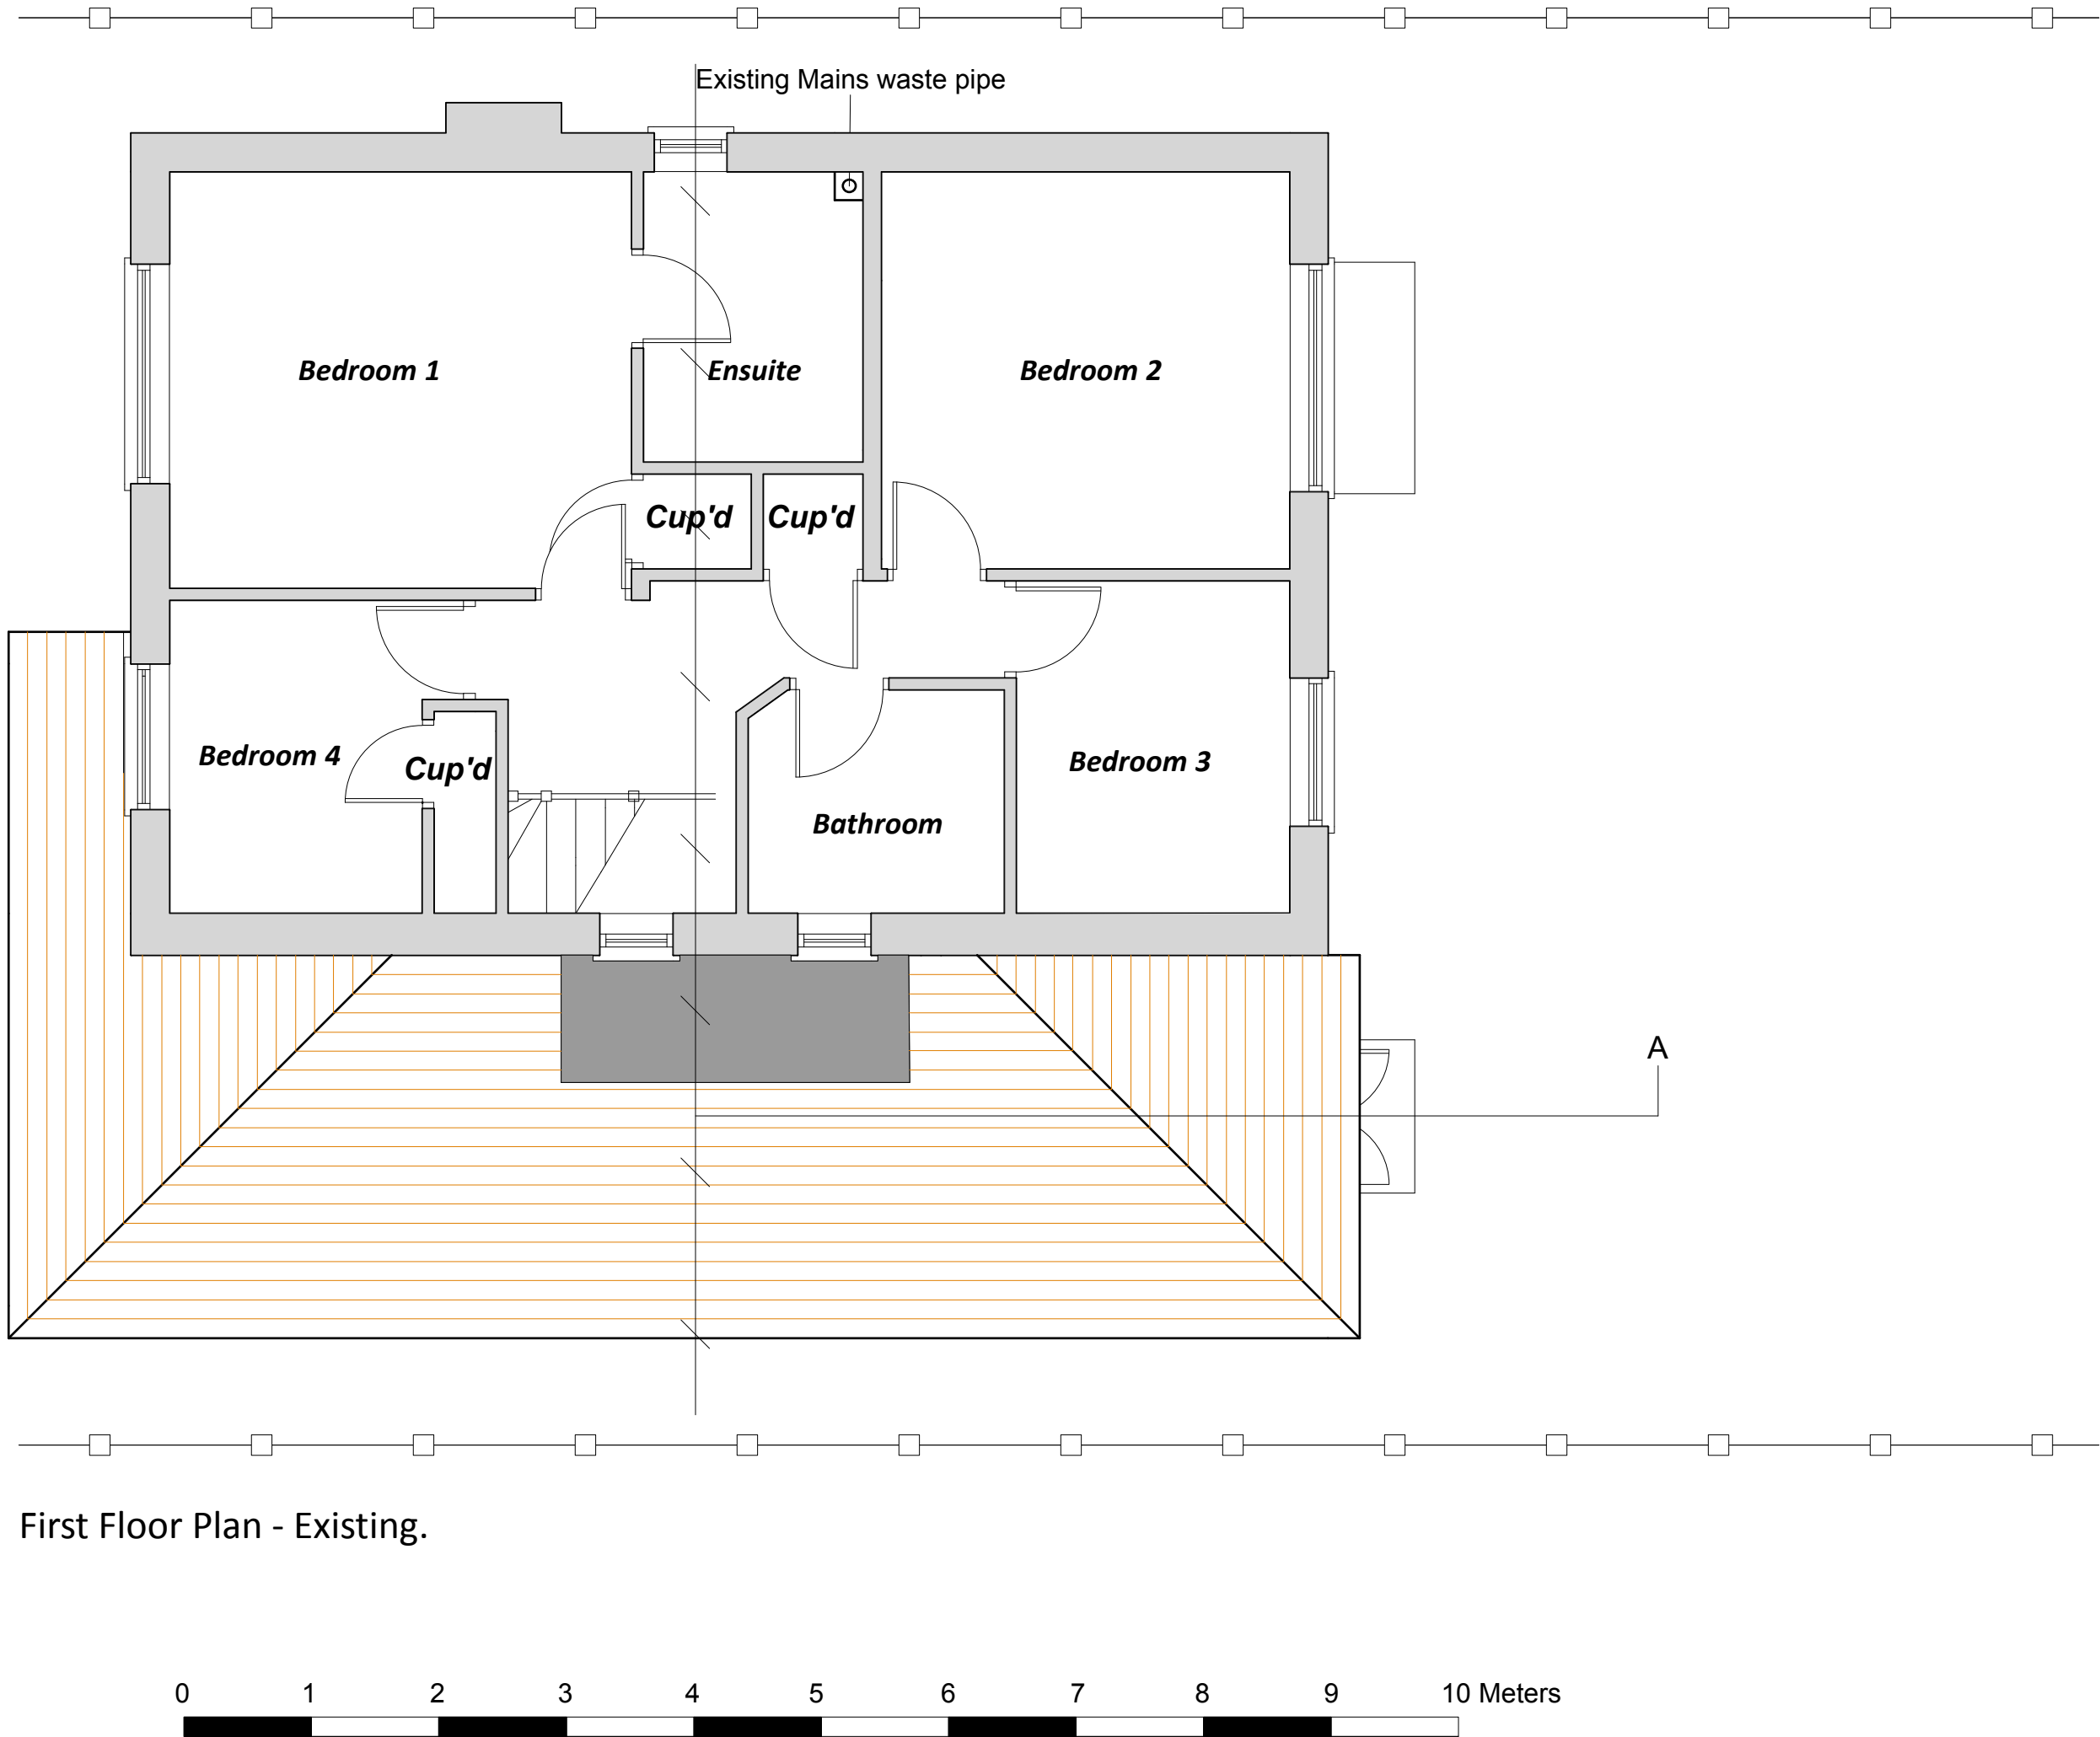 Existing Mains waste pipe
Bedroom 1
Ensuite
Bedroom 2
Cup'd
Cup'd
Bedroom 4
Cup'd
Bedroom 3
Bathroom
A
First Floor Plan - Existing.
0 1 2 3 4 5 6 7 8 9 10 Meters